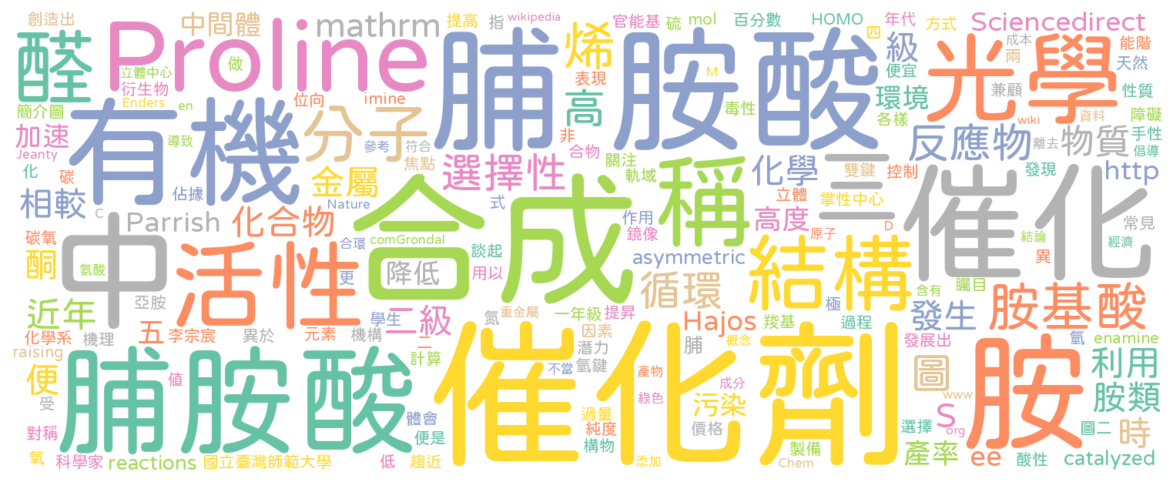 創造出 中間體 mathrm 提高 指 wikipedia 官能基 硫 mol 百分數 HOMO 四 年代 方式 Sciencedirect
醛 立體中心 衍生物 做 Proline 脯胺酸 烯 表現 級 便宜 成本 兩 能階 天然 光學
簡介圖 Enders en 位向 imine 高 毒性 M 環境 各樣 兼顧 性質
加速 導致 有機 分子 參考 符合 非 合物 反應物 wiki 資料 障礙 手性
Jeanty 化 碳 佔據 金屬 焦點 選擇性 關注 軌域 化學 雙鍵 控制 離去 物質 倡導
相較 C Parrish Nature 合成 式 稱 立體 掌性中心 三 發現 http 催化
碳氧 中 化合物 合環 comGrondal 作用 鏡像 高度 原子 D 常見
酮 氨酸 活性 談起 降低 用以 更 asymmetric 結構 結論 異 經濟
近年 亞胺 循環 極 含有 矚目 胺基酸
化學系 機理 五 李宗宸 元素 學生 機構 二級 重金屬 一年級 提昇 氮 因素 Hajos 羧基 過程 發生 氫
raising 異於 二 計算 潛力 氫鍵 脯 概念 發展出 enamine
便 值 脯胺酸 不當 催化劑 產物 成分 圖 胺 利用
受 體會 綠色 過量 污染 www 胺類
對稱 便是 純度 價格 選擇 S org 圖二 時
氧 科學家 reactions 國立臺灣師範大學 低 趨近 構物 添加 Chem 製備 產率 ee 酸性 catalyzed